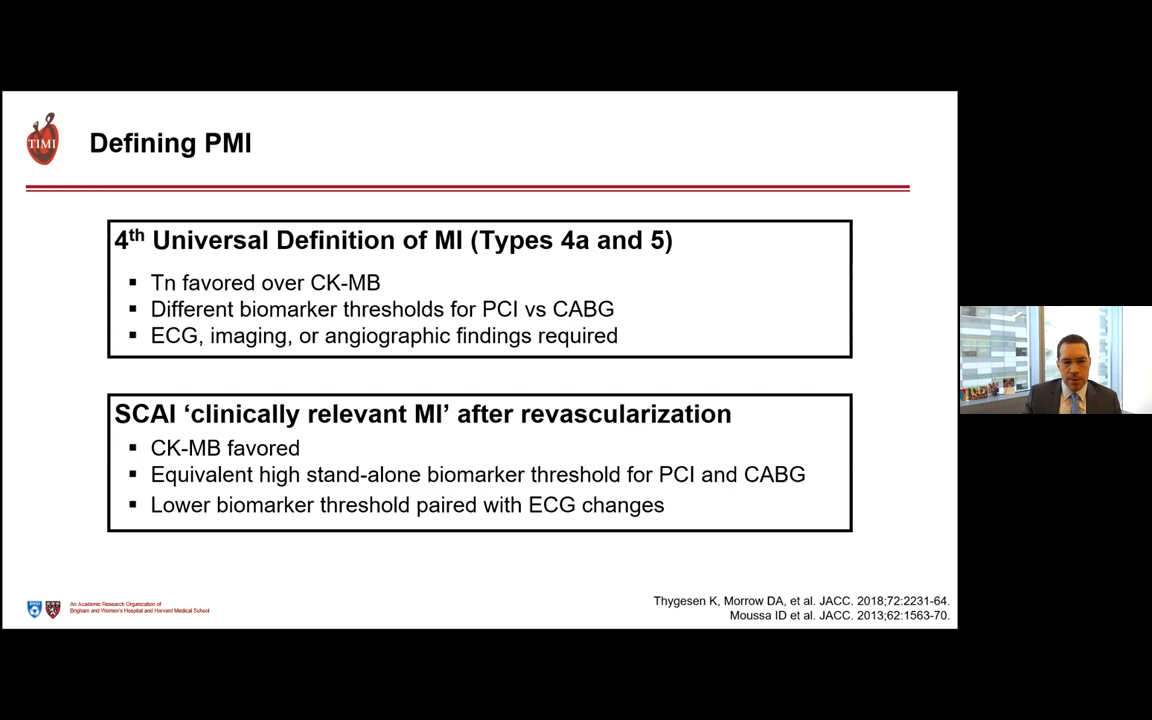 TIMI
Defining PMI
4th Universal Definition of MI (Types 4a and 5)
▪ Tn favored over CK-MB
▪ Different biomarker thresholds for PCI vs CABG
▪ ECG, imaging, or angiographic findings required
SCAI ‘clinically relevant MI’ after revascularization
▪ CK-MB favored
▪ Equivalent high stand-alone biomarker threshold for PCI and CABG
▪ Lower biomarker threshold paired with ECG changes
An Academic Research Organization of
Brigham and Women's Hospital and Harvard Medical School
Thygesen K, Morrow DA, et al. JACC. 2018;72:2231-64.
Moussa ID et al. JACC. 2013;62:1563-70.